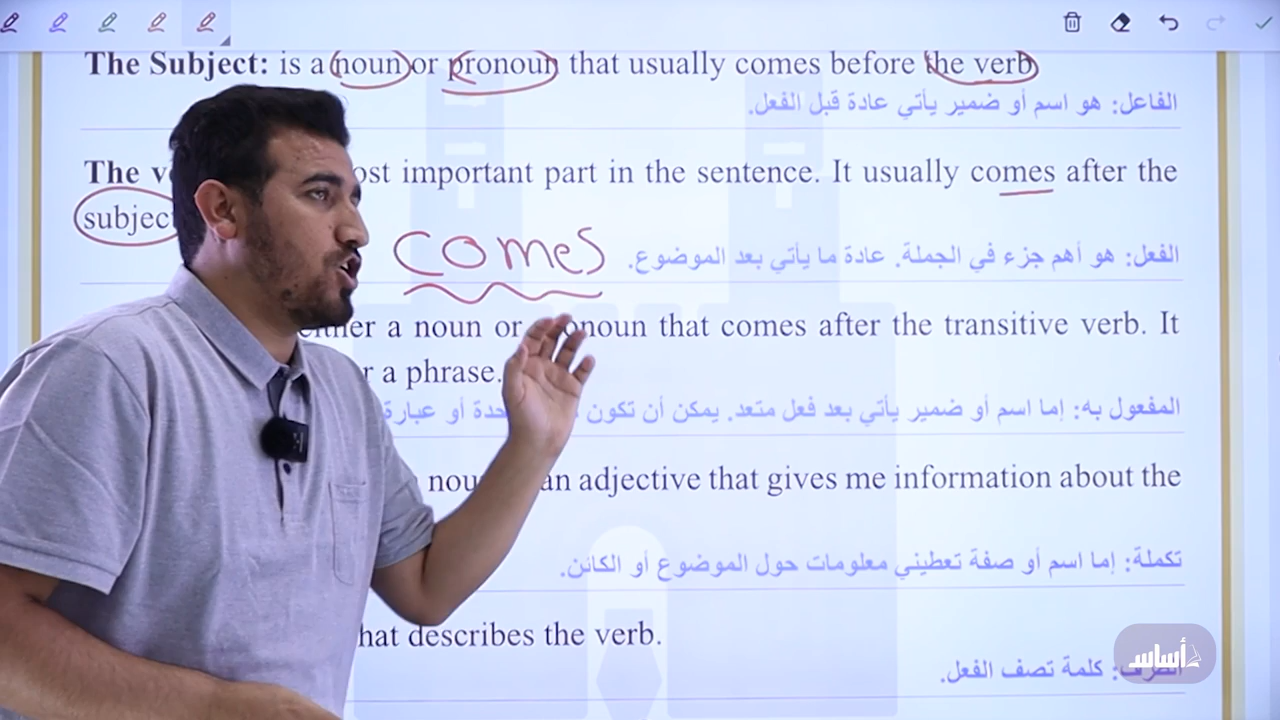 The Subject: is a noun or pronoun that usually comes before the verb
الفاعل: هو اسم أو ضمير يأتي عادة قبل الفعل.
The ost important part in the sentence. It usually comes after the
subjec
comes
الفعل: هو أهم جزء في الجملة. عادة ما يأتي بعد الموضوع.
a noun or pronoun that comes after the transitive verb. It
a phrase.
المفعول به: إما اسم أو ضمير يأتي بعد فعل متعد. يمكن أن تكون أو عبارة
an adjective that gives me information about the
تكملة: إما اسم أو صفة تعطيني معلومات حول الموضوع أو الكائن.
hat describes the verb.
كلمة تصف الفعل.
أساس